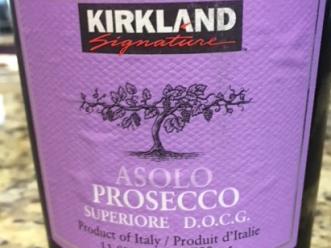 KIRKLAND
Signature
ASOLO
PROSECCO
SUPERIORE D.O.C.G.
Product of Italy / Produit d'Italie